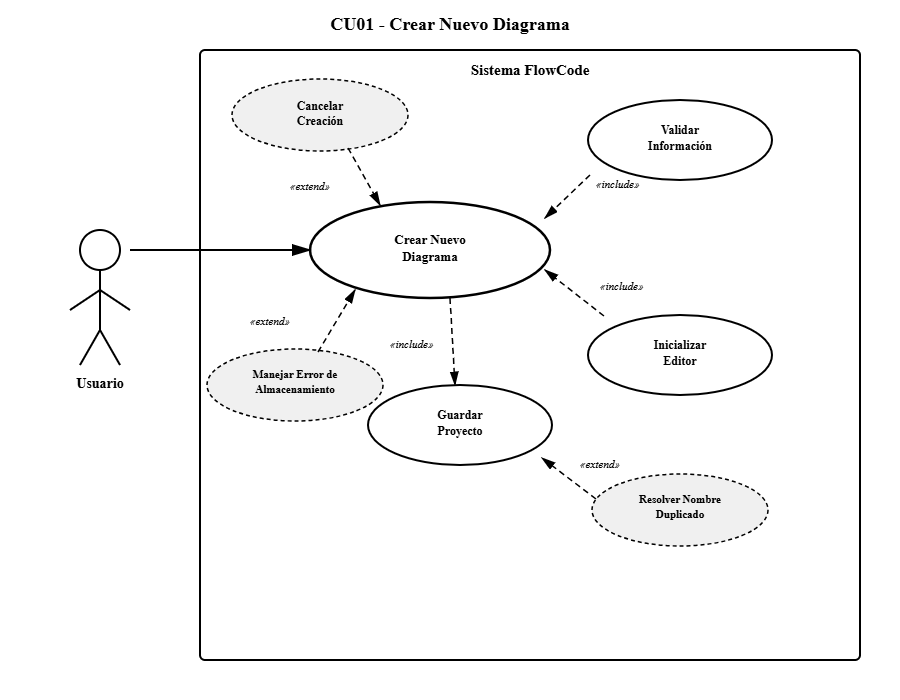 CU01 - Crear Nuevo Diagrama
Sistema FlowCode
Cancelar
Creación
Validar
Información
«extend»
«include»
Crear Nuevo
Diagrama
«include»
«extend»
«include»
Inicializar
Editor
Usuario
Manejar Error de
Almacenamiento
Guardar
Proyecto
«extend»
Resolver Nombre
Duplicado